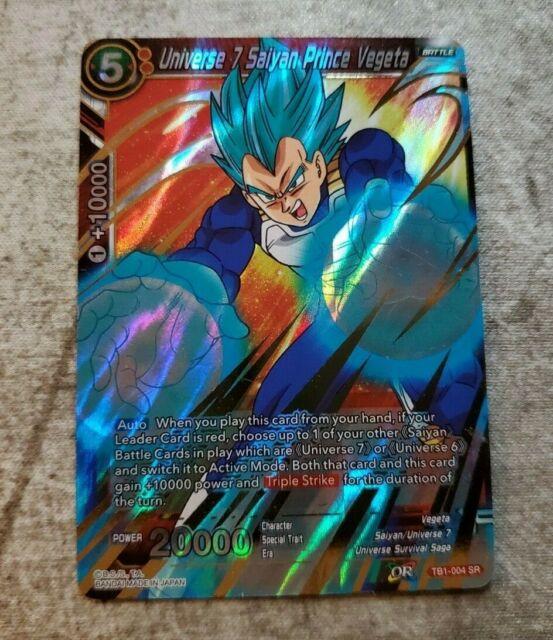 5 Universe 7 Saiyan Prince Vegeta BATTLE
1 +10000
Auto When you play this card from your hand, if your
Leader Card is red, choose up to 1 of your other 《Saiyan》
Battle Cards in play which are 《Universe 7》 or 《Universe 6》
and switch it to Active Mode. Both that card and this card
gain +10000 power and Triple Strike for the duration of
the turn.
POWER 20000
Character Vegeta
Special Trait Saiyan/Universe 7
Era Universe Survival Saga
©B.S./S., T.A.
BANDAI MADE IN JAPAN
TB1-004 SR